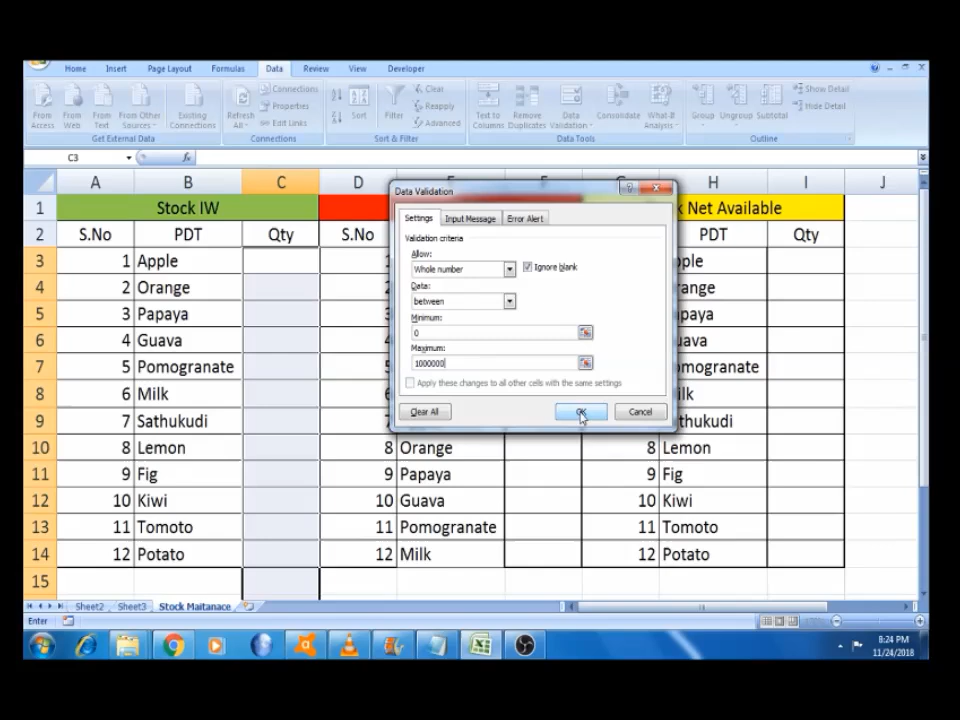 Home Insert Page Layout Formulas Data Review View Developer
From Access From Web From Text From Other Sources Existing Connections Refresh All Connections Properties Edit Links Sort Filter Clear Reapply Advanced Text to Columns Remove Duplicates Data Validation Consolidate What-If Analysis Group Ungroup Subtotal Show Detail Hide Detail
Get External Data Connections Sort & Filter Data Tools Outline
C3 fx
A B C D H I J
Data Validation
1 Stock IW Net Available
2 S.No PDT Qty S.No PDT Qty
Settings Input Message Error Alert
Validation criteria
Allow:
Whole number Ignore blank
Data:
between
Minimum:
0
Maximum:
1000000
Apply these changes to all other cells with the same settings
Clear All OK Cancel
3 1 Apple
4 2 Orange
5 3 Papaya
6 4 Guava
7 5 Pomogranate
8 6 Milk
9 7 Sathukudi
10 8 Lemon 8 Orange 8 Lemon
11 9 Fig 9 Papaya 9 Fig
12 10 Kiwi 10 Guava 10 Kiwi
13 11 Tomoto 11 Pomogranate 11 Tomoto
14 12 Potato 12 Milk 12 Potato
15
Sheet2 Sheet3 Stock Maitanace
Enter
8:24 PM
11/24/2018